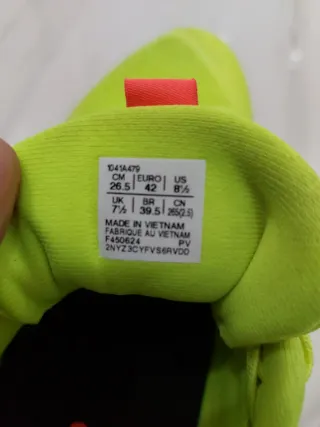 1041A479
CM EURO US
26.5 42 8½
UK BR CN
7½ 39.5 265(2.5)
MADE IN VIETNAM
FABRIQUE AU VIETNAM
F450624 PV
2NYZ3CYFVS6RVDD